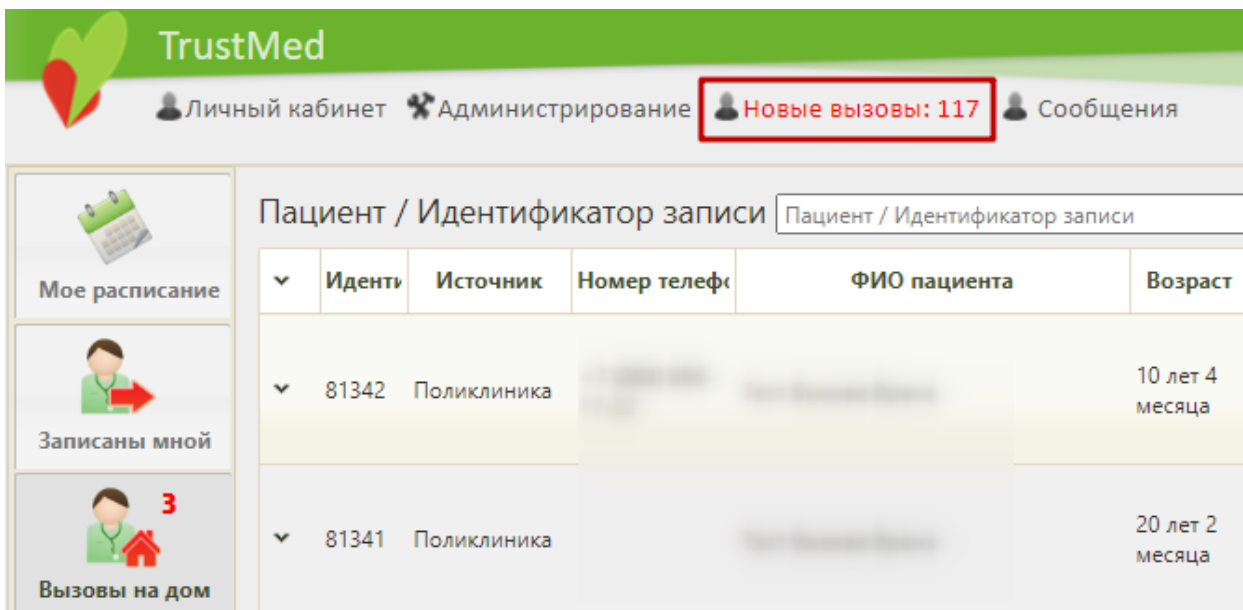 TrustMed
Личный кабинет Администрирование Новые вызовы: 117 Сообщения
Мое расписание
Записаны мной
3
Вызовы на дом
Пациент / Идентификатор записи Пациент / Идентификатор записи
Источник Номер ФИО пациента Возраст
81342 Поликлиника 10 лет 4
месяца
81341 Поликлиника 20 лет 2
месяца